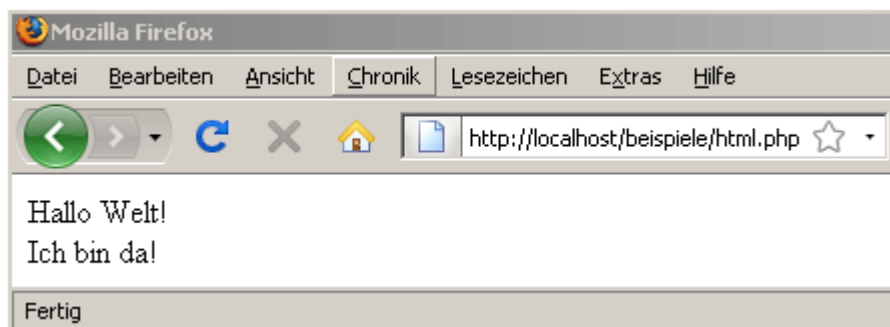 Mozilla Firefox
Datei Bearbeiten Ansicht Chronik Lesezeichen Extras Hilfe
http://localhost/beispiele/html.php
Hallo Welt!
Ich bin da!
Fertig